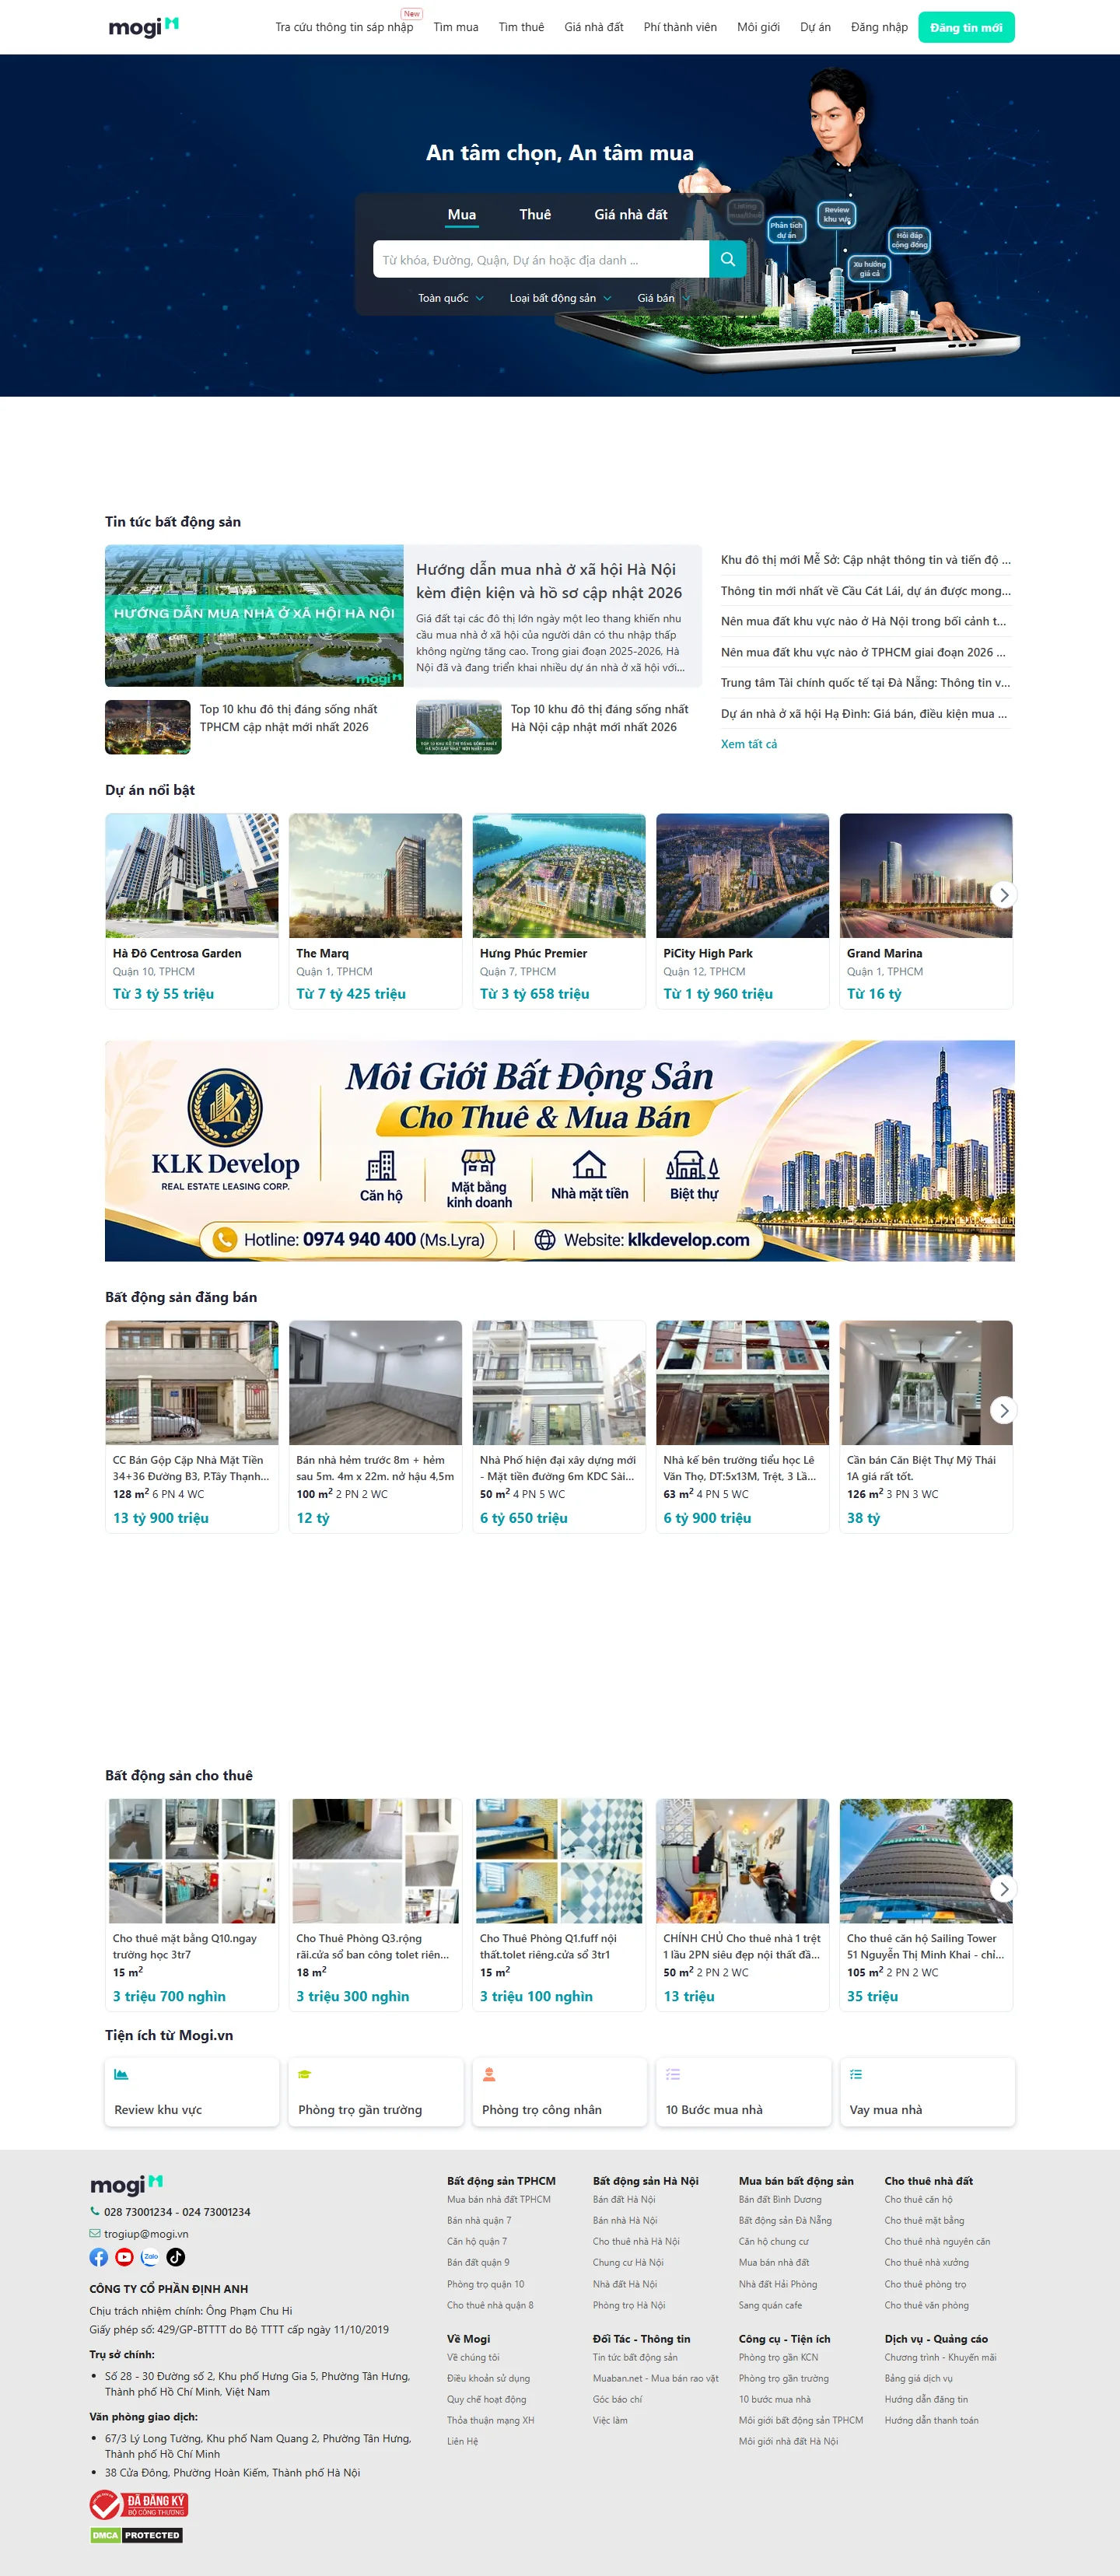 mogi
Tra cứu thông tin sáp nhập
New
Tìm mua
Tìm thuê
Giá nhà đất
Phí thành viên
Môi giới
Dự án
Đăng nhập
Đăng tin mới
An tâm chọn, An tâm mua
Mua
Thuê
Giá nhà đất
Từ khóa, Đường, Quận, Dự án hoặc địa danh ...
Toàn quốc
Loại bất động sản
Giá bán
Phân tích
dự án
Review
khu vực
Hỏi đáp
cộng đồng
Xu hướng
giá cả
Tin tức bất động sản
HƯỚNG DẪN MUA NHÀ Ở XÃ HỘI HÀ NỘI
mogi
Hướng dẫn mua nhà ở xã hội Hà Nội
kèm điện kiện và hồ sơ cập nhật 2026
Giá đất tại các đô thị lớn ngày một leo thang khiến nhu
cầu mua nhà ở xã hội của người dân có thu nhập thấp
không ngừng tăng cao. Trong giai đoạn 2025-2026, Hà
Nội đã và đang triển khai nhiều dự án nhà ở xã hội với...
Top 10 khu đô thị đáng sống nhất
TPHCM cập nhật mới nhất 2026
TOP 10 KHU ĐÔ THỊ ĐÁNG SỐNG NHẤT
HÀ NỘI CẬP NHẬT MỚI NHẤT 2026
Top 10 khu đô thị đáng sống nhất
Hà Nội cập nhật mới nhất 2026
Khu đô thị mới Mễ Sở: Cập nhật thông tin và tiến độ ...
Thông tin mới nhất về Cầu Cát Lái, dự án được mong...
Nên mua đất khu vực nào ở Hà Nội trong bối cảnh t...
Nên mua đất khu vực nào ở TPHCM giai đoạn 2026 ...
Trung tâm Tài chính quốc tế tại Đà Nẵng: Thông tin v...
Dự án nhà ở xã hội Hạ Đình: Giá bán, điều kiện mua ...
Xem tất cả
Dự án nổi bật
Hà Đô Centrosa Garden
Quận 10, TPHCM
Từ 3 tỷ 55 triệu
The Marq
Quận 1, TPHCM
Từ 7 tỷ 425 triệu
Hưng Phúc Premier
Quận 7, TPHCM
Từ 3 tỷ 658 triệu
PiCity High Park
Quận 12, TPHCM
Từ 1 tỷ 960 triệu
Grand Marina
Quận 1, TPHCM
Từ 16 tỷ
KLK Develop
REAL ESTATE LEASING CORP.
Môi Giới Bất Động Sản
Cho Thuê & Mua Bán
Căn hộ
Mặt bằng
kinh doanh
Nhà mặt tiền
Biệt thự
Hotline: 0974 940 400 (Ms.Lyra)
Website: klkdevelop.com
Bất động sản đăng bán
CC Bán Gộp Cặp Nhà Mặt Tiền
34+36 Đường B3, P.Tây Thạnh...
128 m² 6 PN 4 WC
13 tỷ 900 triệu
Bán nhà hẻm trước 8m + hẻm
sau 5m. 4m x 22m. nở hậu 4,5m
100 m² 2 PN 2 WC
12 tỷ
Nhà Phố hiện đại xây dựng mới
- Mặt tiền đường 6m KDC Sài...
50 m² 4 PN 5 WC
6 tỷ 650 triệu
Nhà kế bên trường tiểu học Lê
Văn Thọ, DT:5x13M, Trệt, 3 Lầ...
63 m² 4 PN 5 WC
6 tỷ 900 triệu
Cần bán Căn Biệt Thự Mỹ Thái
1A giá rất tốt.
126 m² 3 PN 3 WC
38 tỷ
Bất động sản cho thuê
Cho thuê mặt bằng Q10.ngay
trường học 3tr7
15 m²
3 triệu 700 nghìn
Cho Thuê Phòng Q3.rộng
rãi.cửa sổ ban công tolet riên...
18 m²
3 triệu 300 nghìn
Cho Thuê Phòng Q1.fuff nội
thất.tolet riêng.cửa sổ 3tr1
15 m²
3 triệu 100 nghìn
CHÍNH CHỦ Cho thuê nhà 1 trệt
1 lầu 2PN siêu đẹp nội thất đầ...
50 m² 2 PN 2 WC
13 triệu
Cho thuê căn hộ Sailing Tower
51 Nguyễn Thị Minh Khai - chỉ...
105 m² 2 PN 2 WC
35 triệu
Tiện ích từ Mogi.vn
Review khu vực
Phòng trọ gần trường
Phòng trọ công nhân
10 Bước mua nhà
Vay mua nhà
mogi
028 73001234 - 024 73001234
trogiup@mogi.vn
Zalo
CÔNG TY CỔ PHẦN ĐỊNH ANH
Chịu trách nhiệm chính: Ông Phạm Chu Hi
Giấy phép số: 429/GP-BTTTT do Bộ TTTT cấp ngày 11/10/2019
Trụ sở chính:
Số 28 - 30 Đường số 2, Khu phố Hưng Gia 5, Phường Tân Hưng,
Thành phố Hồ Chí Minh, Việt Nam
Văn phòng giao dịch:
67/3 Lý Long Tường, Khu phố Nam Quang 2, Phường Tân Hưng,
Thành phố Hồ Chí Minh
38 Cửa Đông, Phường Hoàn Kiếm, Thành phố Hà Nội
ĐÃ ĐĂNG KÝ
BỘ CÔNG THƯƠNG
DMCA PROTECTED
Bất động sản TPHCM
Mua bán nhà đất TPHCM
Bán nhà quận 7
Căn hộ quận 7
Bán đất quận 9
Phòng trọ quận 10
Cho thuê nhà quận 8
Bất động sản Hà Nội
Bán đất Hà Nội
Bán nhà Hà Nội
Cho thuê nhà Hà Nội
Chung cư Hà Nội
Nhà đất Hà Nội
Phòng trọ Hà Nội
Mua bán bất động sản
Bán đất Bình Dương
Bất động sản Đà Nẵng
Căn hộ chung cư
Mua bán nhà đất
Nhà đất Hải Phòng
Sang quán cafe
Cho thuê nhà đất
Cho thuê căn hộ
Cho thuê mặt bằng
Cho thuê nhà nguyên căn
Cho thuê nhà xưởng
Cho thuê phòng trọ
Cho thuê văn phòng
Về Mogi
Về chúng tôi
Điều khoản sử dụng
Quy chế hoạt động
Thỏa thuận mạng XH
Liên Hệ
Đối Tác - Thông tin
Tin tức bất động sản
Muaban.net - Mua bán rao vặt
Góc báo chí
Việc làm
Công cụ - Tiện ích
Phòng trọ gần KCN
Phòng trọ gần trường
10 bước mua nhà
Môi giới bất động sản TPHCM
Môi giới nhà đất Hà Nội
Dịch vụ - Quảng cáo
Chương trình - Khuyến mãi
Bảng giá dịch vụ
Hướng dẫn đăng tin
Hướng dẫn thanh toán